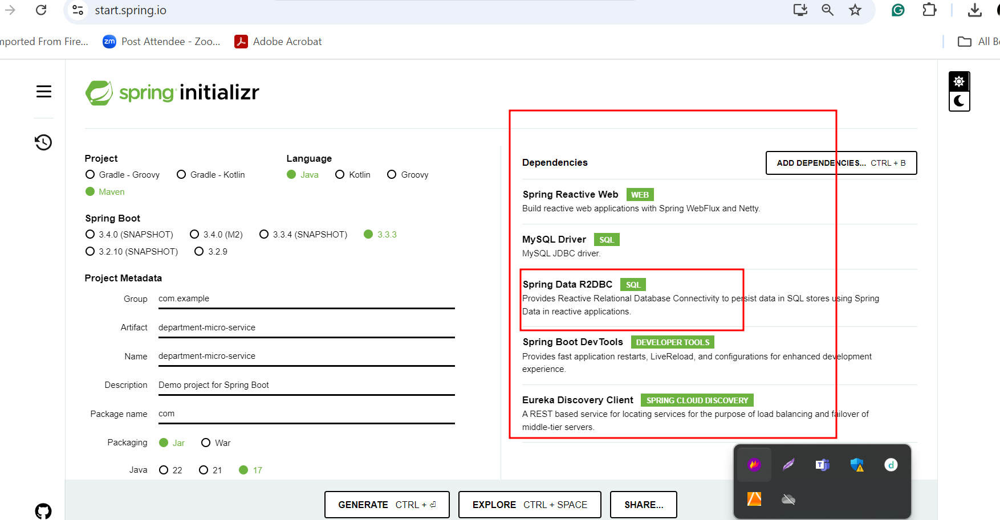 start.spring.io
mported From Fire...
Post Attendee - Zoo...
Adobe Acrobat
All B
spring initializr
Project
Gradle - Groovy
Gradle - Kotlin
Maven
Language
Java
Kotlin
Groovy
Spring Boot
3.4.0 (SNAPSHOT)
3.4.0 (M2)
3.3.4 (SNAPSHOT)
3.3.3
3.2.10 (SNAPSHOT)
3.2.9
Project Metadata
Group com.example
Artifact department-micro-service
Name department-micro-service
Description Demo project for Spring Boot
Package name com
Packaging Jar War
Java 22 21 17
Dependencies
ADD DEPENDENCIES... CTRL + B
Spring Reactive Web WEB
Build reactive web applications with Spring WebFlux and Netty.
MySQL Driver SQL
MySQL JDBC driver.
Spring Data R2DBC SQL
Provides Reactive Relational Database Connectivity to persist data in SQL stores using Spring
Data in reactive applications.
Spring Boot DevTools DEVELOPER TOOLS
Provides fast application restarts, LiveReload, and configurations for enhanced development
experience.
Eureka Discovery Client SPRING CLOUD DISCOVERY
A REST based service for locating services for the purpose of load balancing and failover of
middle-tier servers.
GENERATE CTRL + ⏎
EXPLORE CTRL + SPACE
SHARE...